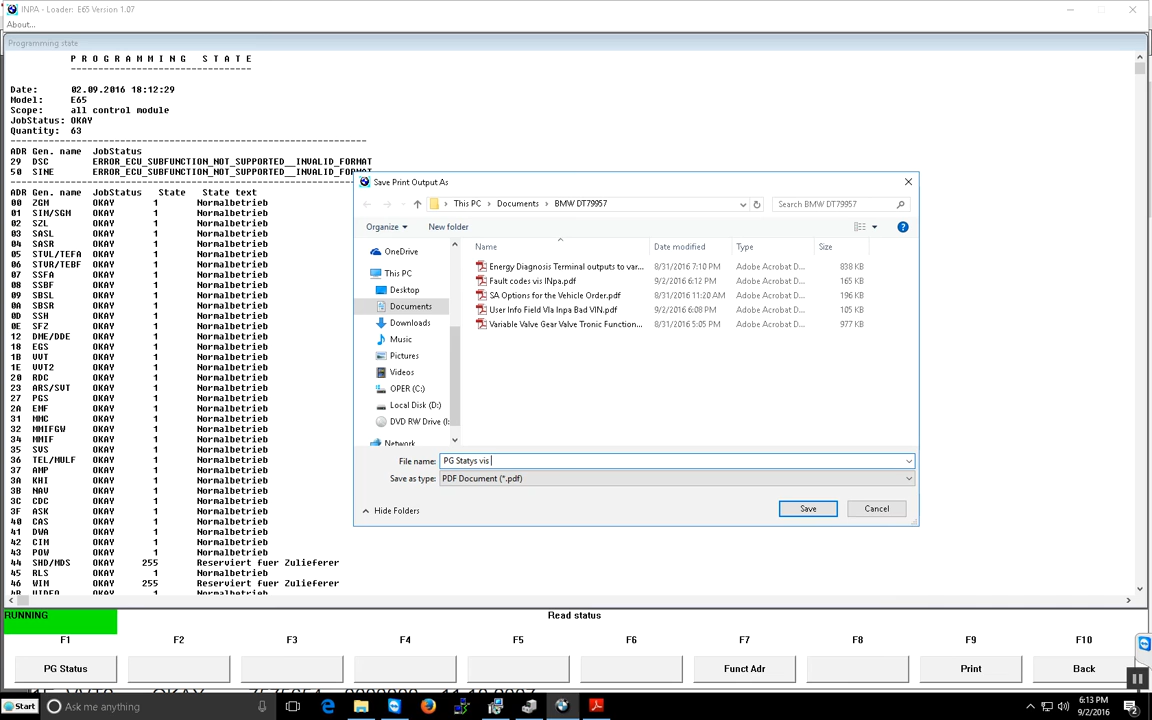 INPA - Loader: E65 Version 1.07
About...
Programming state
P R O G R A M M I N G   S T A T E
---------------------------------
Date: 02.09.2016 18:12:29
Model: E65
Scope: all control module
JobStatus: OKAY
Quantity: 63
ADR Gen. name JobStatus
29 DSC ERROR_ECU_SUBFUNCTION_NOT_SUPPORTED__INVALID_FORMAT
50 SINE ERROR_ECU_SUBFUNCTION_NOT_SUPPORTED__INVALID_FORMAT
ADR Gen. name JobStatus State State text
00 ZGM OKAY 1 Normalbetrieb
01 SIM/SGM OKAY 1 Normalbetrieb
02 SZL OKAY 1 Normalbetrieb
03 SASL OKAY 1 Normalbetrieb
04 SASR OKAY 1 Normalbetrieb
05 STVL/TEFA OKAY 1 Normalbetrieb
06 STVR/TEBF OKAY 1 Normalbetrieb
07 SSFA OKAY 1 Normalbetrieb
08 SSBF OKAY 1 Normalbetrieb
09 SBSL OKAY 1 Normalbetrieb
0A SBSR OKAY 1 Normalbetrieb
0D SSH OKAY 1 Normalbetrieb
0E SFZ OKAY 1 Normalbetrieb
12 DME/DDE OKAY 1 Normalbetrieb
18 EGS OKAY 1 Normalbetrieb
1B VVT OKAY 1 Normalbetrieb
1E VVT2 OKAY 1 Normalbetrieb
20 RDC OKAY 1 Normalbetrieb
23 ARS/SVT OKAY 1 Normalbetrieb
27 PGS OKAY 1 Normalbetrieb
2A EMF OKAY 1 Normalbetrieb
31 MMC OKAY 1 Normalbetrieb
32 MMIFGW OKAY 1 Normalbetrieb
34 MMIF OKAY 1 Normalbetrieb
35 SVS OKAY 1 Normalbetrieb
36 TEL/MULF OKAY 1 Normalbetrieb
37 AMP OKAY 1 Normalbetrieb
3A KHI OKAY 1 Normalbetrieb
3B NAV OKAY 1 Normalbetrieb
3C CDC OKAY 1 Normalbetrieb
3F ASK OKAY 1 Normalbetrieb
40 CAS OKAY 1 Normalbetrieb
41 DWA OKAY 1 Normalbetrieb
42 CIM OKAY 1 Normalbetrieb
43 POW OKAY 1 Normalbetrieb
44 SHD/MDS OKAY 255 Reserviert fuer Zulieferer
45 RLS OKAY 1 Normalbetrieb
46 WIM OKAY 255 Reserviert fuer Zulieferer
4B VIDEO OKAY 1 Normalbetrieb
Save Print Output As
This PC > Documents > BMW DT79957
Search BMW DT79957
Organize New folder
Name Date modified Type Size
OneDrive
This PC
Desktop
Documents
Downloads
Music
Pictures
Videos
OPER (C:)
Local Disk (D:)
DVD RW Drive (I:
Network
Energy Diagnosis Terminal outputs to var... 8/31/2016 7:10 PM Adobe Acrobat D... 838 KB
Fault codes vis INpa.pdf 9/2/2016 6:12 PM Adobe Acrobat D... 165 KB
SA Options for the Vehicle Order.pdf 8/31/2016 11:20 AM Adobe Acrobat D... 196 KB
User Info Field VIa Inpa Bad VIN.pdf 9/2/2016 6:08 PM Adobe Acrobat D... 105 KB
Variable Valve Gear Valve Tronic Function... 8/31/2016 5:05 PM Adobe Acrobat D... 977 KB
File name: PG Statys vis
Save as type: PDF Document (*.pdf)
Hide Folders Save Cancel
RUNNING Read status
F1 F2 F3 F4 F5 F6 F7 F8 F9 F10
PG Status Funct Adr Print Back
Start Ask me anything
6:13 PM
9/2/2016
2